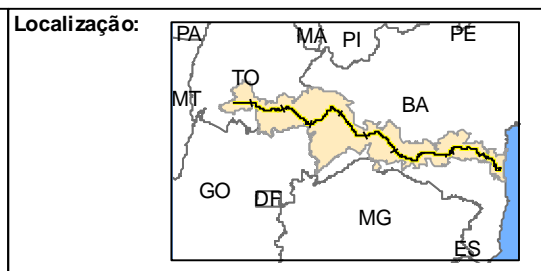 Localização:
PA MA PI PE
TO
MT BA
GO DF MG
ES